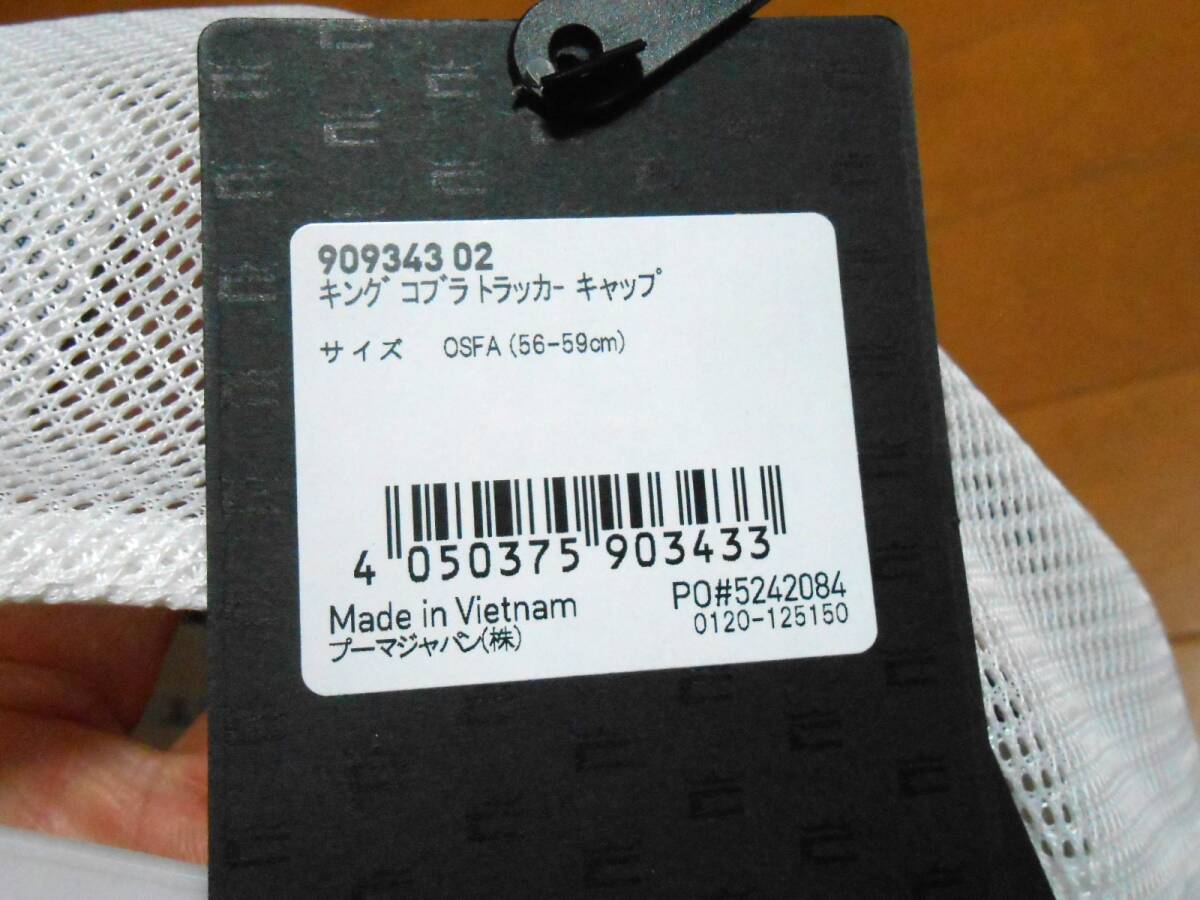 909343 02
キング コブラ トラッカー キャップ
サイズ OSFA (56-59cm)
4 050375 903433
Made in Vietnam
PO#5242084
プーマジャパン(株)
0120-125150